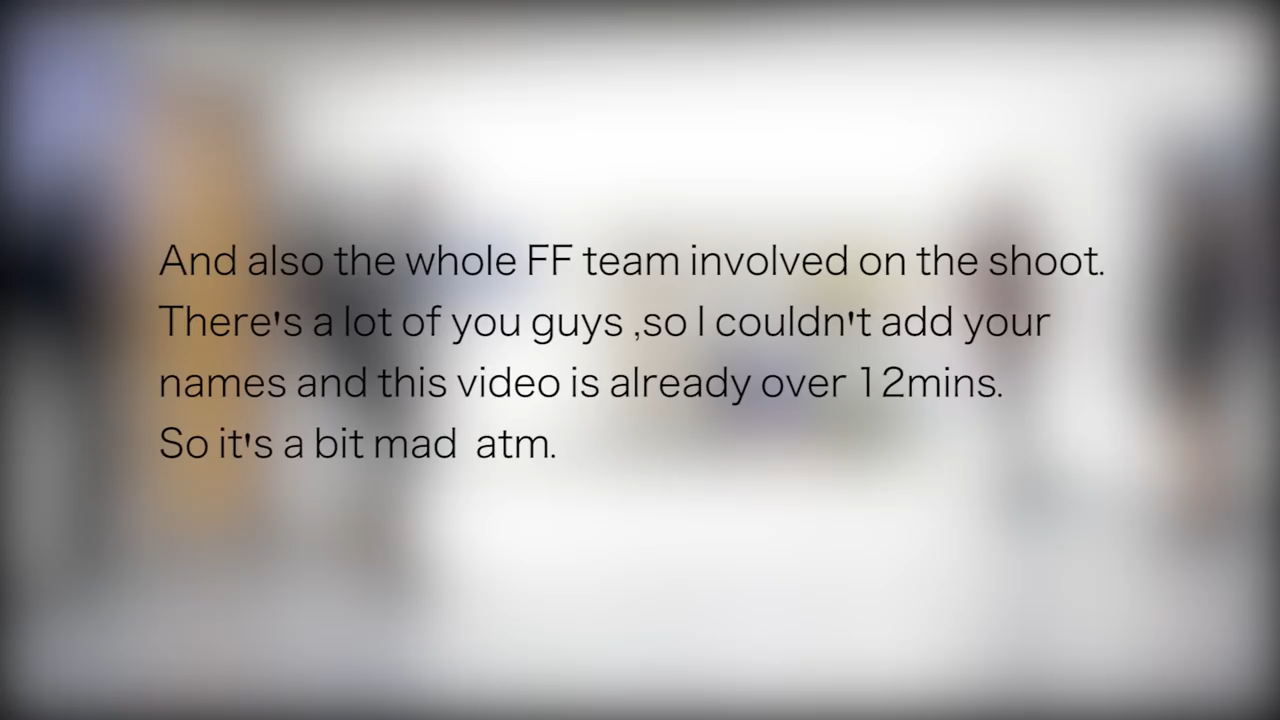 And also the whole FF team involved on the shoot.
There's a lot of you guys ,so I couldn't add your
names and this video is already over 12mins.
So it's a bit mad  atm.